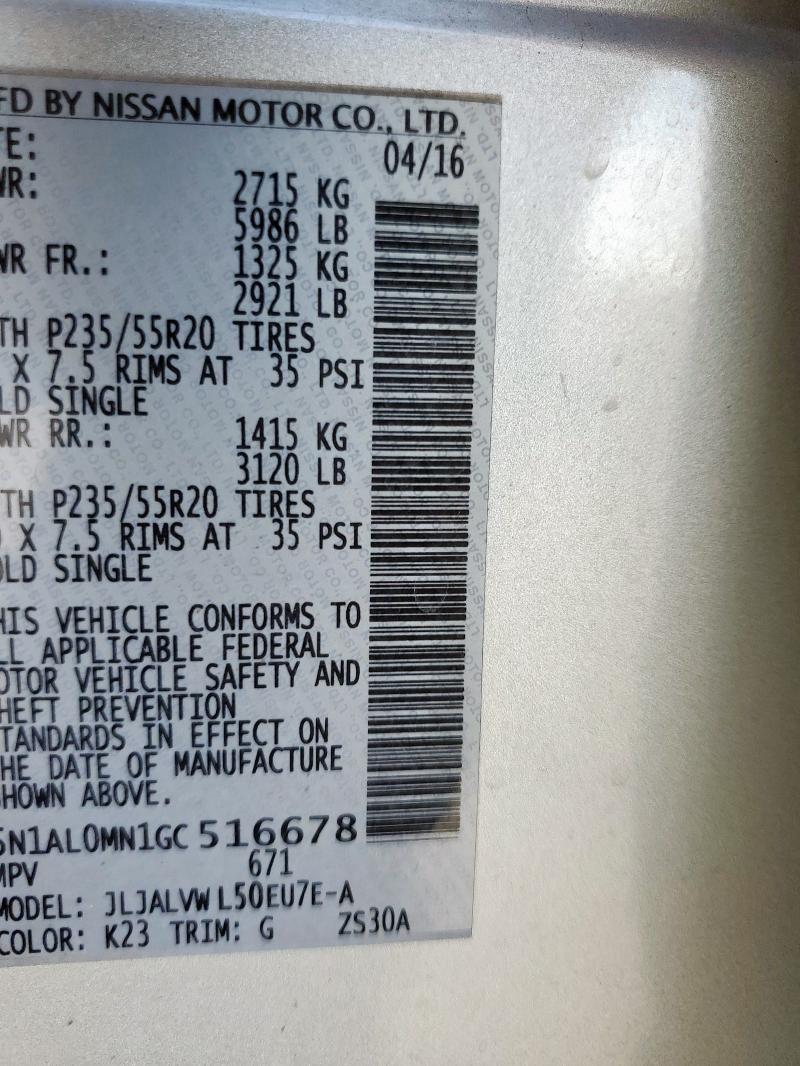 FD BY NISSAN MOTOR CO., LTD.
TE: 04/16
WR: 2715 KG
5986 LB
WR FR.: 1325 KG
2921 LB
TH P235/55R20 TIRES
X 7.5 RIMS AT 35 PSI
LD SINGLE
WR RR.: 1415 KG
3120 LB
TH P235/55R20 TIRES
X 7.5 RIMS AT 35 PSI
OLD SINGLE
HIS VEHICLE CONFORMS TO
LL APPLICABLE FEDERAL
OTOR VEHICLE SAFETY AND
HEFT PREVENTION
TANDARDS IN EFFECT ON
HE DATE OF MANUFACTURE
HOWN ABOVE.
5N1AL0MN1GC516678
MPV 671
MODEL: JLJALVWL50EU7E-A
COLOR: K23 TRIM: G ZS30A